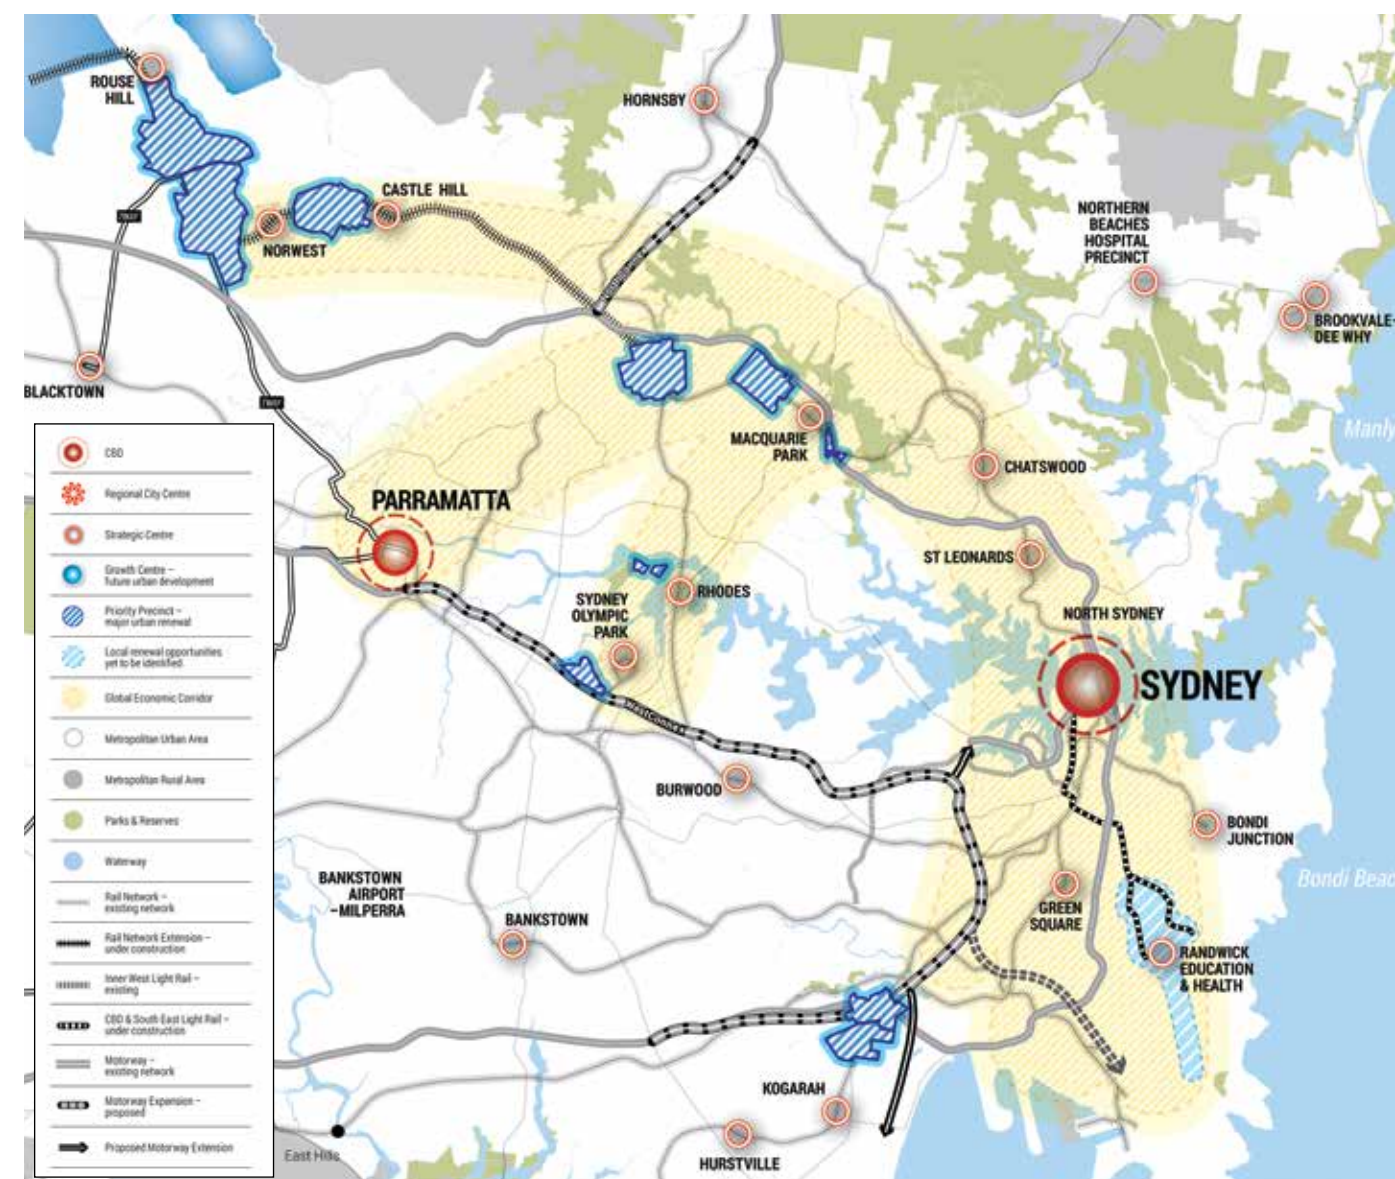 ROUSE
HILL
HORNSBY
CASTLE HILL
NORWEST
T-WAY
NORTHERN
BEACHES
HOSPITAL
PRECINCT
BROOKVALE-
DEE WHY
BLACKTOWN
T-WAY
MACQUARIE
PARK
CHATSWOOD
Manly
PARRAMATTA
ST LEONARDS
RHODES
SYDNEY
OLYMPIC
PARK
NORTH SYDNEY
SYDNEY
WestConnex
BURWOOD
BONDI
JUNCTION
Bondi Beac
BANKSTOWN
AIRPORT
-MILPERRA
BANKSTOWN
GREEN
SQUARE
RANDWICK
EDUCATION
& HEALTH
KOGARAH
HURSTVILLE
East Hills
CBD
Regional City Centre
Strategic Centre
Growth Centre –
future urban development
Priority Precinct –
major urban renewal
Local renewal opportunities
yet to be identified
Global Economic Corridor
Metropolitan Urban Area
Metropolitan Rural Area
Parks & Reserves
Waterway
Rail Network –
existing network
Rail Network Extension –
under construction
Inner West Light Rail –
existing
CBD & South East Light Rail –
under construction
Motorway –
existing network
Motorway Expansion –
proposed
Proposed Motorway Extension